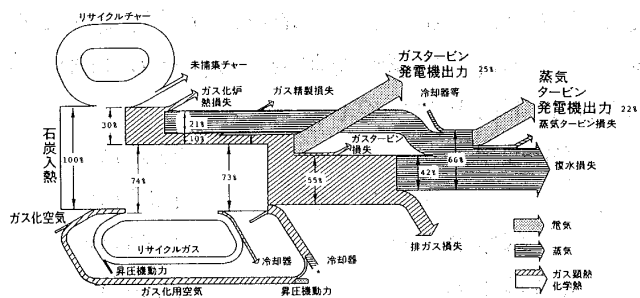 リサイクルチャー
未捕集チャー
ガス化炉
熱損失
ガス精製損失
ガスタービン
発電機出力 25%
冷却器等
蒸気
タービン
発電機出力 22%
蒸気タービン損失
石炭入熱
100%
30%
21%
10%
ガスタービン
損失
74%
73%
55%
42%
66%
復水損失
ガス化空気
リサイクルガス
冷却器
冷却器
昇圧機動力
ガス化用空気
昇圧機動力
排ガス損失
電気
蒸気
ガス顕熱
化学熱